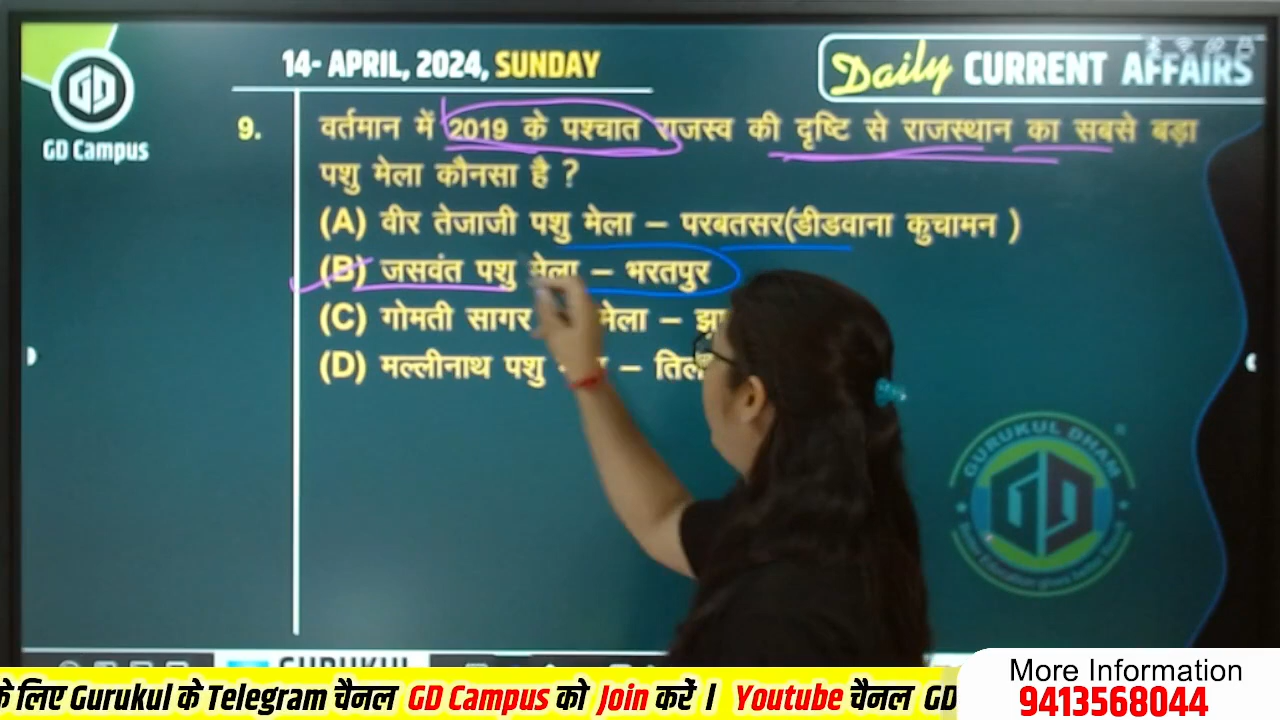 14- APRIL, 2024, SUNDAY
Daily CURRENT AFFAIRS
GD Campus
9. वर्तमान में 2019 के पश्चात राजस्व की दृष्टि से राजस्थान का सबसे बड़ा
पशु मेला कौनसा है ?
(A) वीर तेजाजी पशु मेला – परबतसर(डीडवाना कुचामन )
(B) जसवंत पशु मेला – भरतपुर
(C) गोमती सागर मेला –
(D) मल्लीनाथ पशु –
GURUKUL DHAM
GURUKUL
के लिए Gurukul के Telegram चैनल GD Campus को Join करें । Youtube चैनल GD
More Information
9413568044